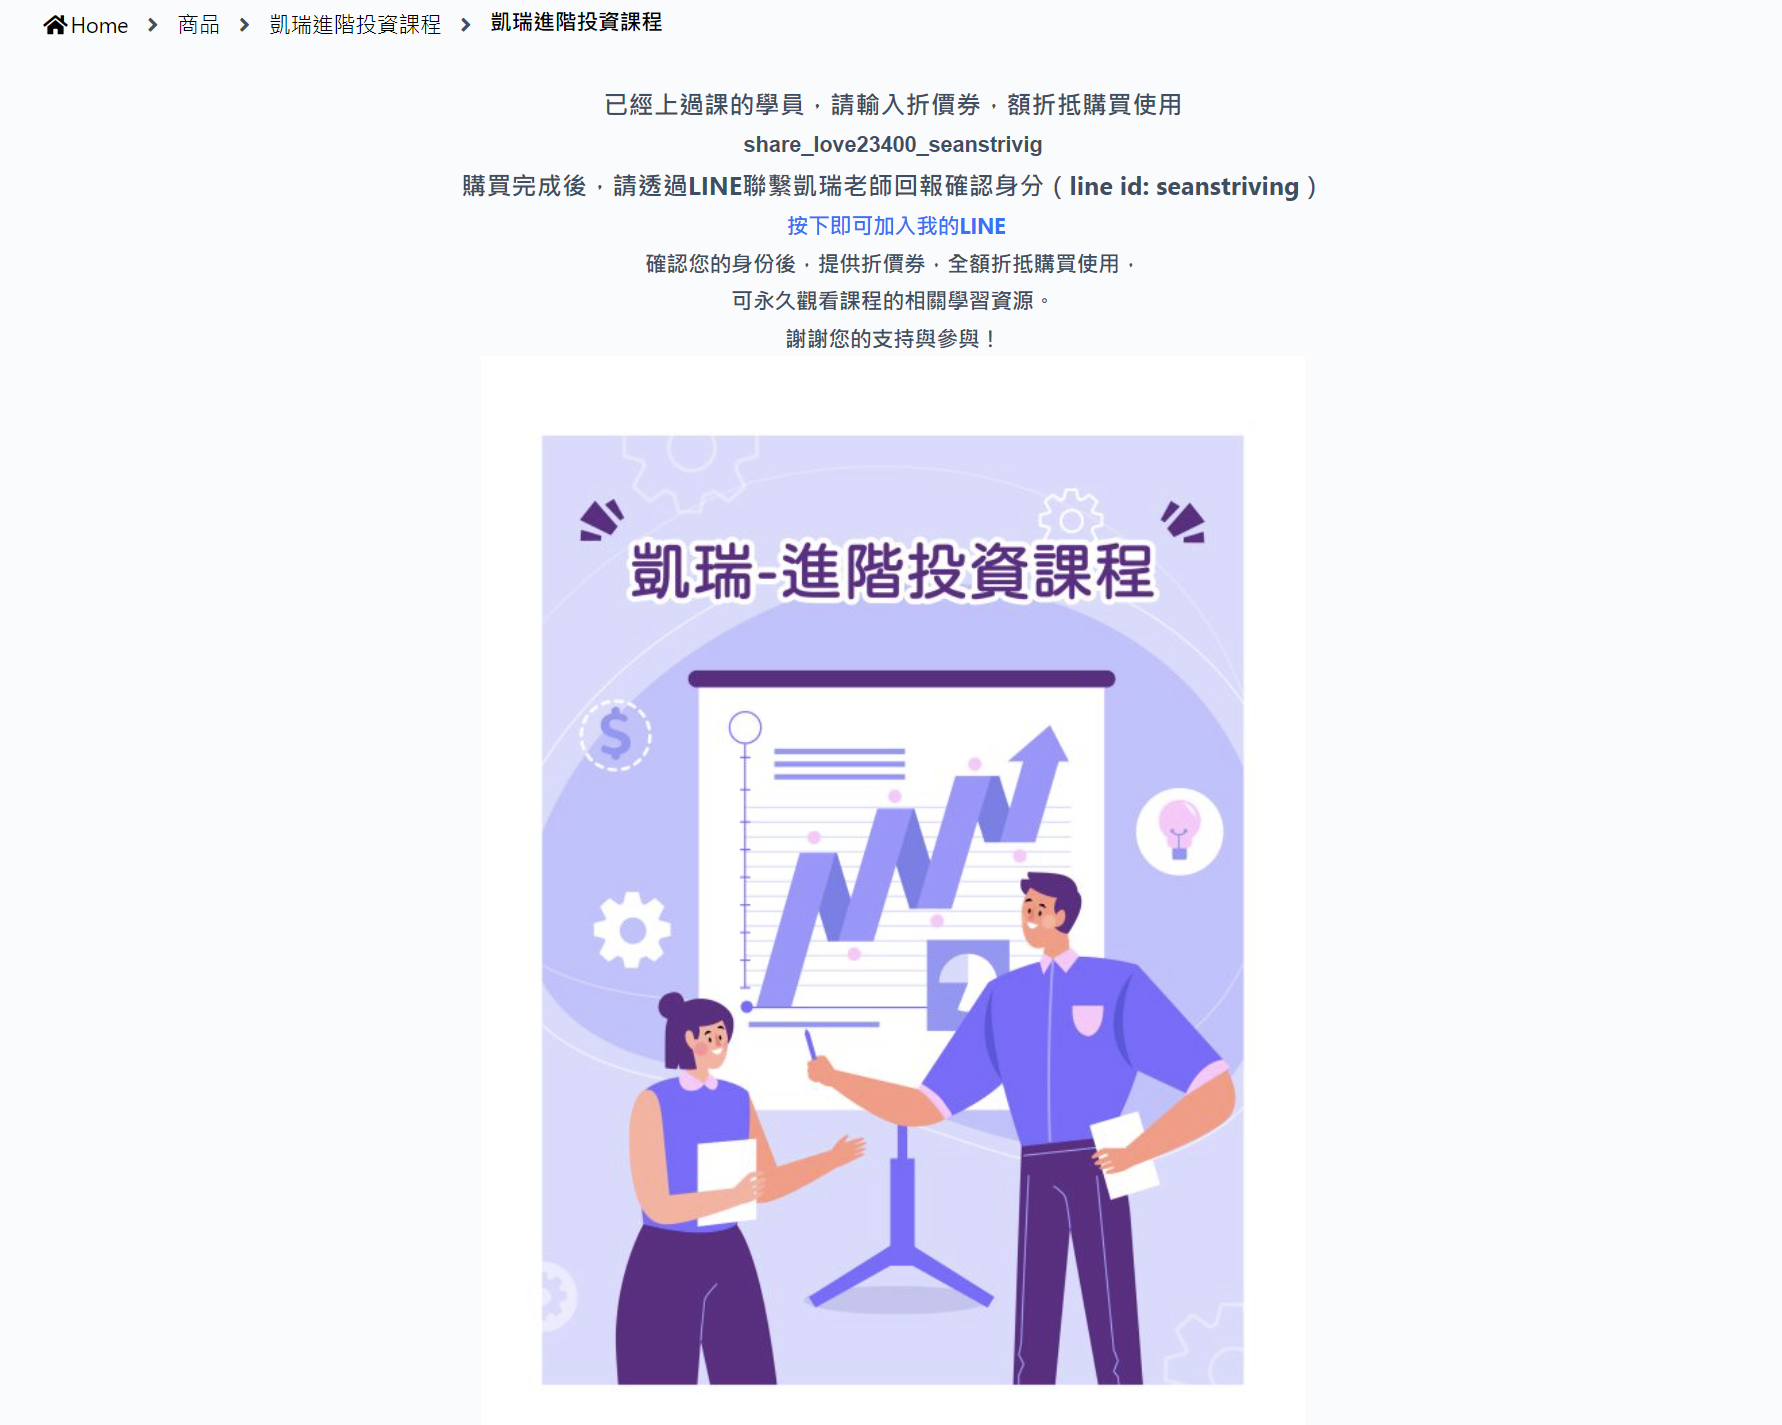 Home > 商品 > 凱瑞進階投資課程 > 凱瑞進階投資課程
已經上過課的學員，請輸入折價券，額折抵購買使用
share_love23400_seanstrivig
購買完成後，請透過LINE聯繫凱瑞老師回報確認身分（line id: seanstriving）
按下即可加入我的LINE
確認您的身份後，提供折價券，全額折抵購買使用，
可永久觀看課程的相關學習資源。
謝謝您的支持與參與！
凱瑞-進階投資課程
$